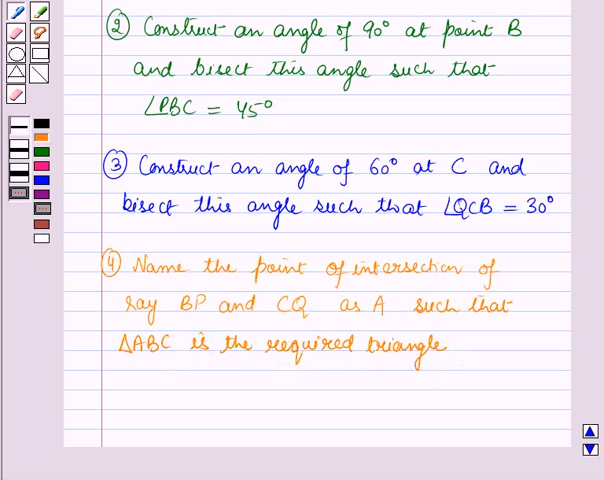 ② Construct an angle of 90° at point B
and bisect this angle such that
∠PBC = 45°
③ Construct an angle of 60° at C and
bisect this angle such that ∠QCB = 30°
④ Name the point of intersection of
ray BP and CQ as A such that
△ABC is the required triangle